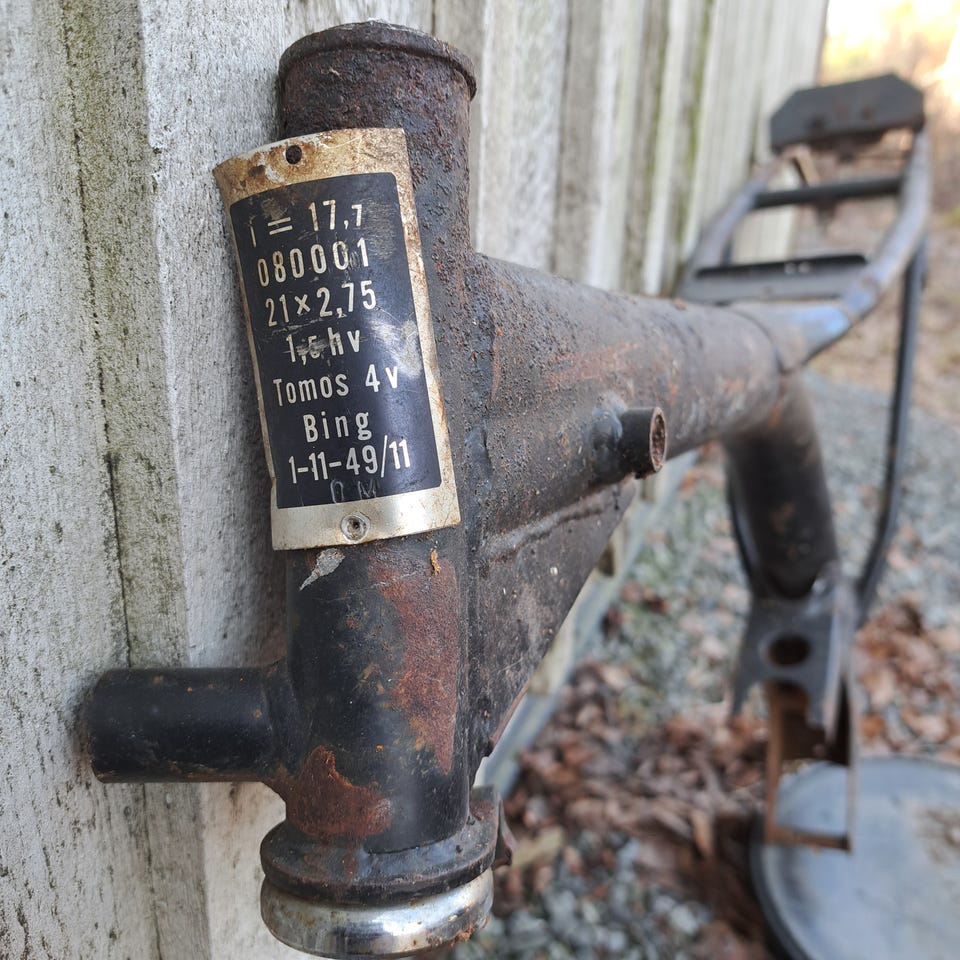 i = 17,7
080001
21×2,75
1,5 hv
Tomos 4v
Bing
1-11-49/11